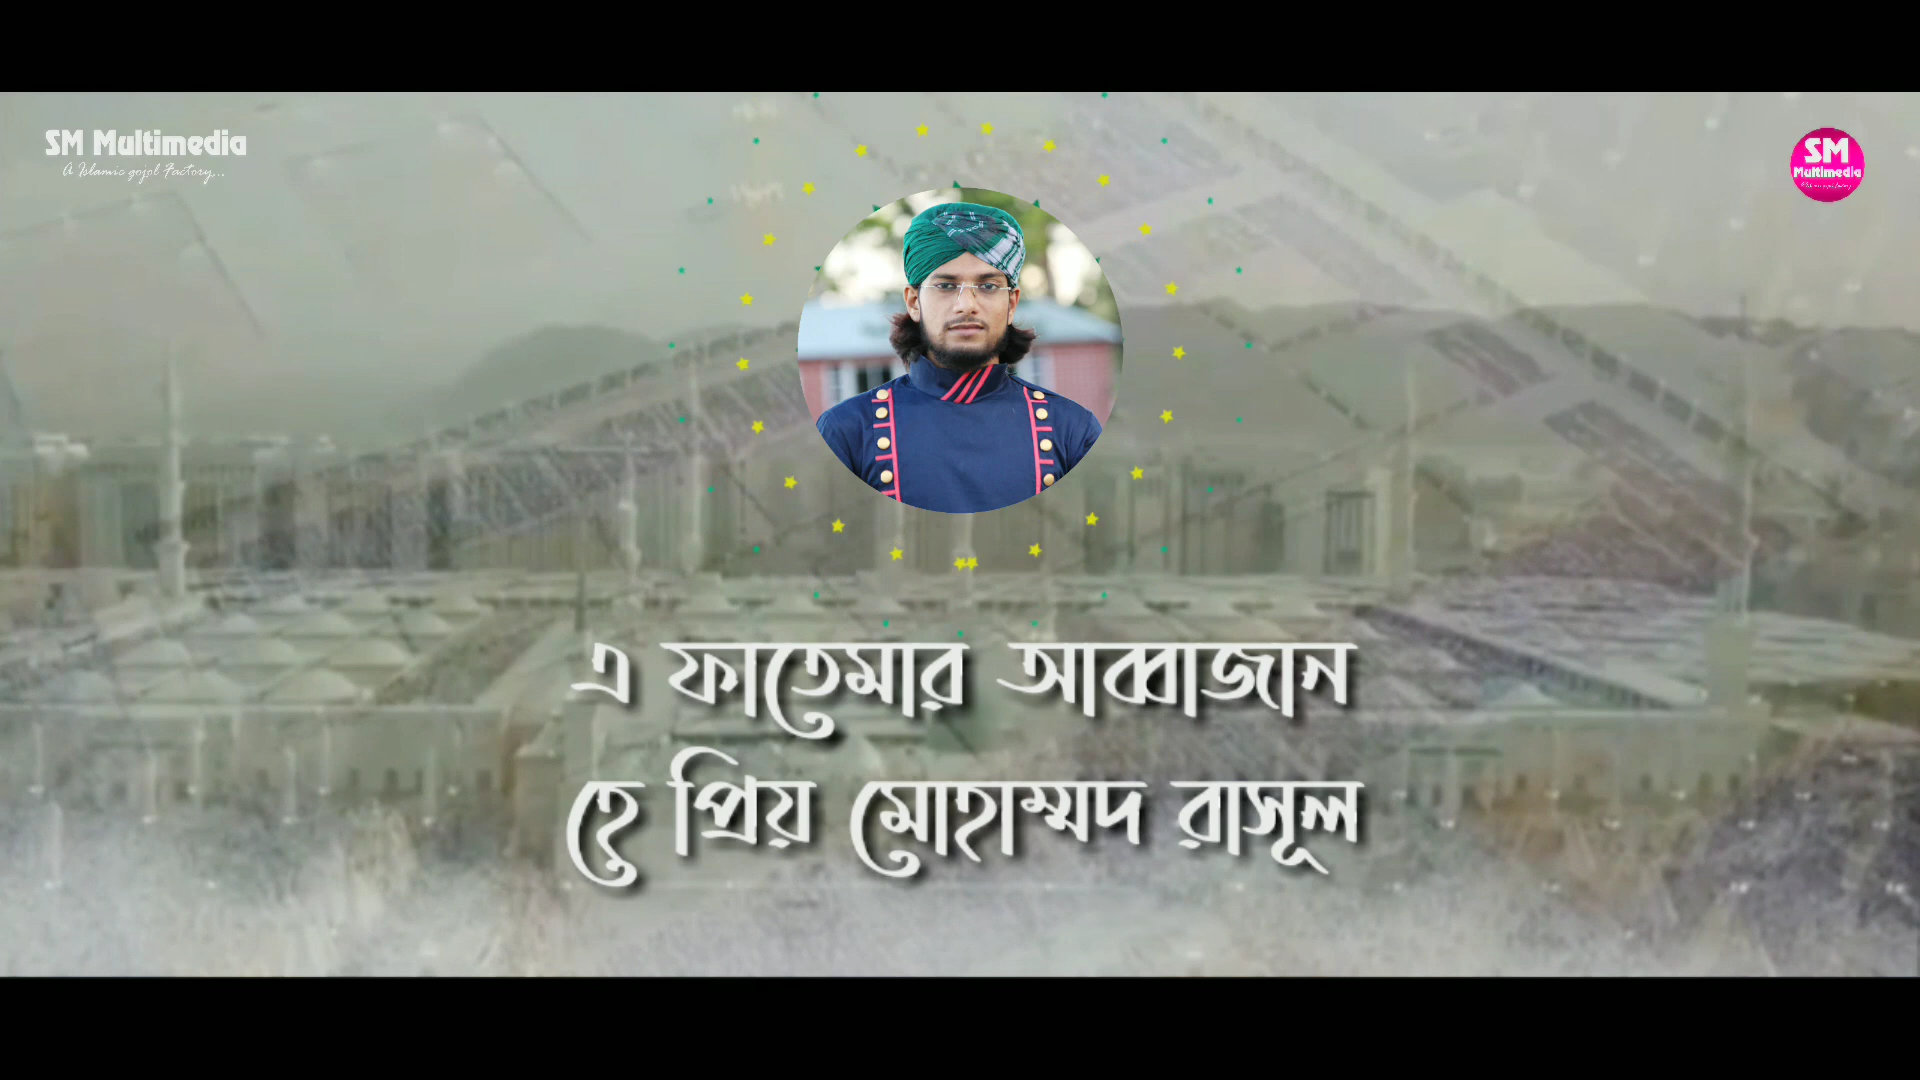 SM Multimedia
A Islamic gojol Factory...
SM
Multimedia
এ ফাতেমার আব্বাজান
হে প্রিয় মোহাম্মদ রাসূল